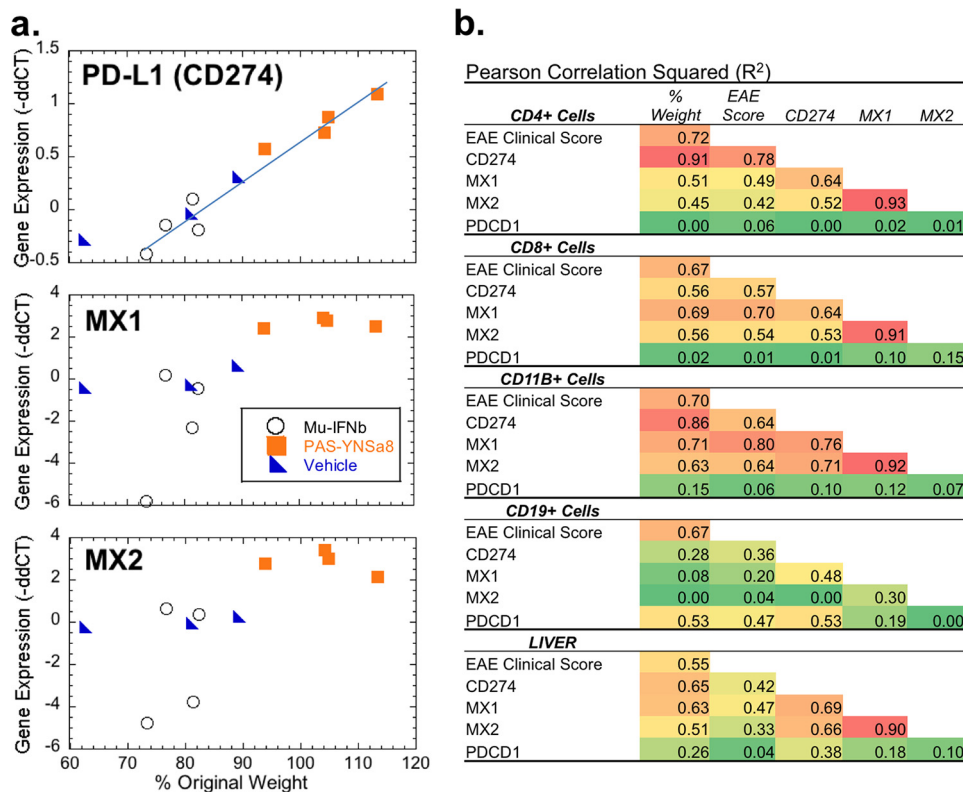 a.
PD-L1 (CD274)
Gene Expression (-ddCT)
1.5
1
0.5
0
-0.5
MX1
Gene Expression (-ddCT)
4
2
0
-2
-4
-6
Mu-IFNb
PAS-YNSa8
Vehicle
MX2
Gene Expression (-ddCT)
4
2
0
-2
-4
-6
60 70 80 90 100 110 120
% Original Weight
b.
Pearson Correlation Squared (R²)
CD4+ Cells % Weight EAE Score CD274 MX1 MX2
EAE Clinical Score 0.72
CD274 0.91 0.78
MX1 0.51 0.49 0.64
MX2 0.45 0.42 0.52 0.93
PDCD1 0.00 0.06 0.00 0.02 0.01
CD8+ Cells
EAE Clinical Score 0.67
CD274 0.56 0.57
MX1 0.69 0.70 0.64
MX2 0.56 0.54 0.53 0.91
PDCD1 0.02 0.01 0.01 0.10 0.15
CD11B+ Cells
EAE Clinical Score 0.70
CD274 0.86 0.64
MX1 0.71 0.80 0.76
MX2 0.63 0.64 0.71 0.92
PDCD1 0.15 0.06 0.10 0.12 0.07
CD19+ Cells
EAE Clinical Score 0.67
CD274 0.28 0.36
MX1 0.08 0.20 0.48
MX2 0.00 0.04 0.00 0.30
PDCD1 0.53 0.47 0.53 0.19 0.00
LIVER
EAE Clinical Score 0.55
CD274 0.65 0.42
MX1 0.63 0.47 0.69
MX2 0.51 0.33 0.66 0.90
PDCD1 0.26 0.04 0.38 0.18 0.10